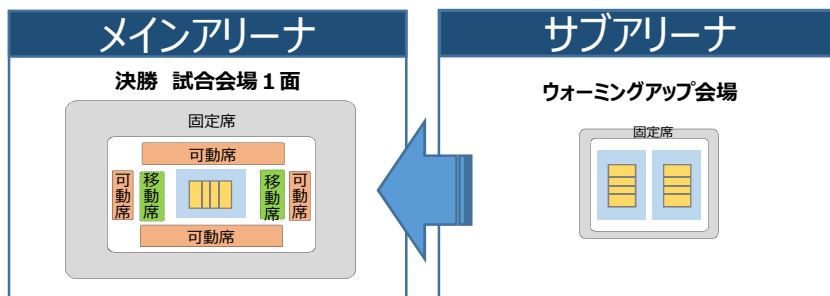 メインアリーナ
決勝 試合会場１面
固定席
可動席
可動席
移動席
移動席
可動席
可動席
サブアリーナ
ウォーミングアップ会場
固定席